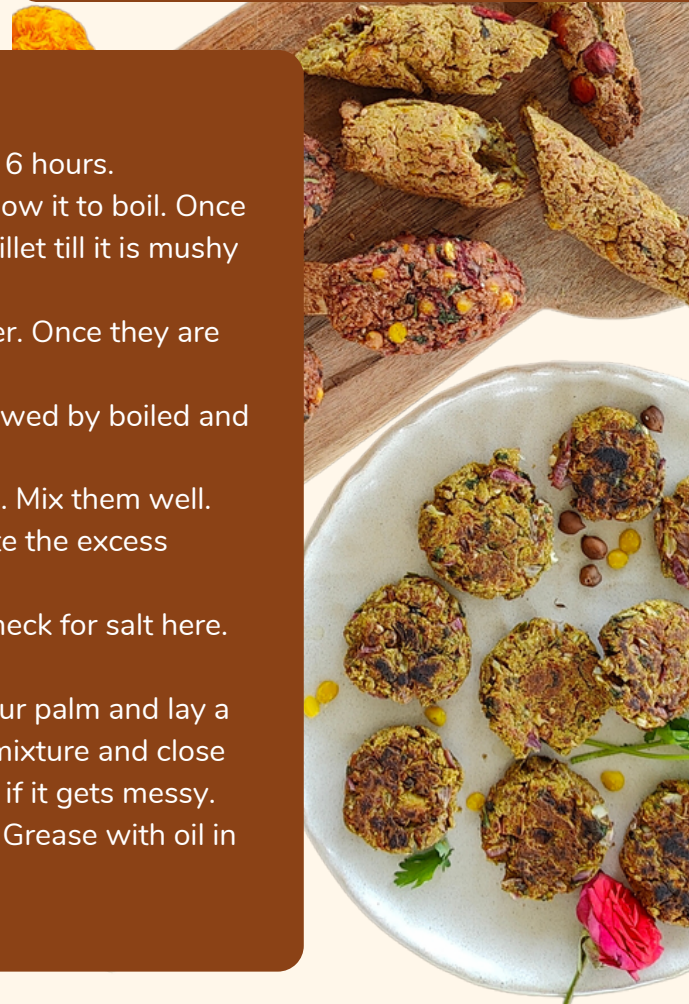 6 hours.
ow it to boil. Once
illet till it is mushy
er. Once they are
wed by boiled and
. Mix them well.
te the excess
heck for salt here.
ur palm and lay a
mixture and close
if it gets messy.
Grease with oil in